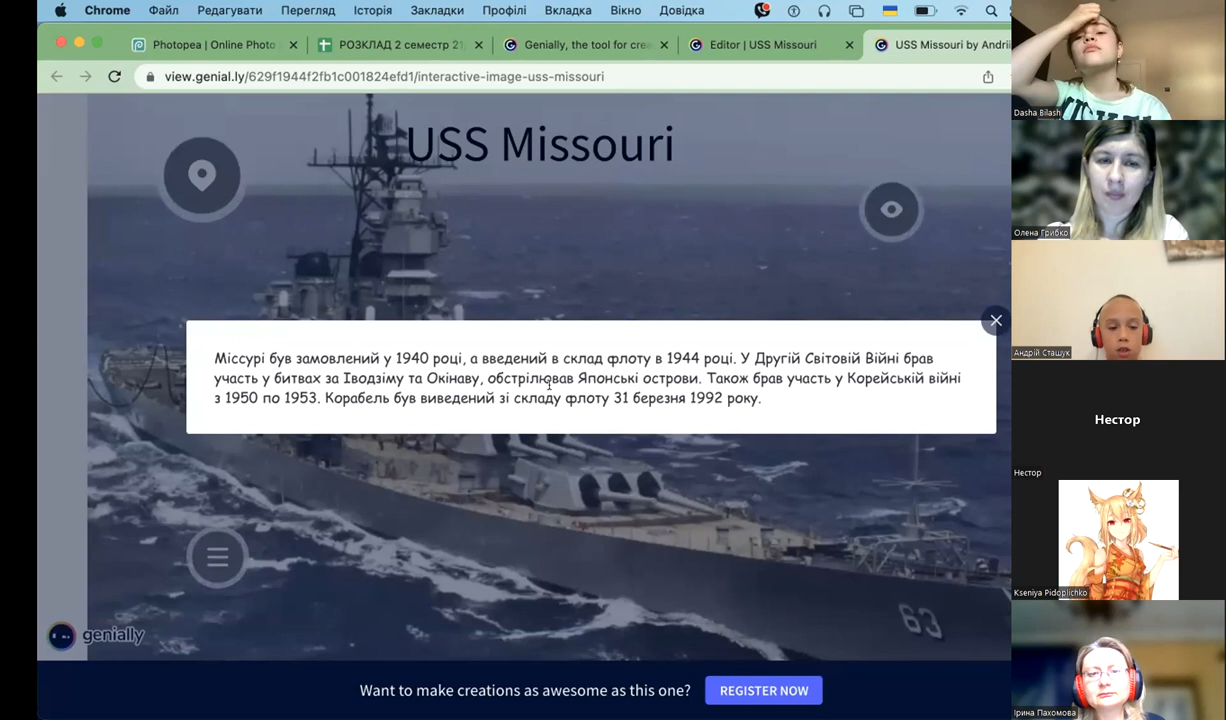 Chrome Файл Редагувати Перегляд Історія Закладки Профілі Вкладка Вікно Довідка
Photopea | Online Photo
РОЗКЛАД 2 семестр 21
Genially, the tool for crea
Editor | USS Missouri
USS Missouri by Andrii
view.genial.ly/629f1944f2fb1c001824efd1/interactive-image-uss-missouri
USS Missouri
Міссурі був замовлений у 1940 році, а введений в склад флоту в 1944 році. У Другій Світовій Війні брав
участь у битвах за Іводзіму та Окінаву, обстрілював Японські острови. Також брав участь у Корейській війні
з 1950 по 1953. Корабель був виведений зі складу флоту 31 березня 1992 року.
63
genially
Want to make creations as awesome as this one? REGISTER NOW
Dasha Bilash
Олена Грибко
Андрій Сташук
Нестор
Нестор
Kseniya Pidoplichko
Ірина Пахомова